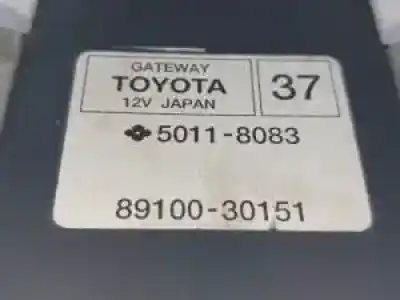 GATEWAY
TOYOTA 37
12V JAPAN
5011-8083
89100-30151